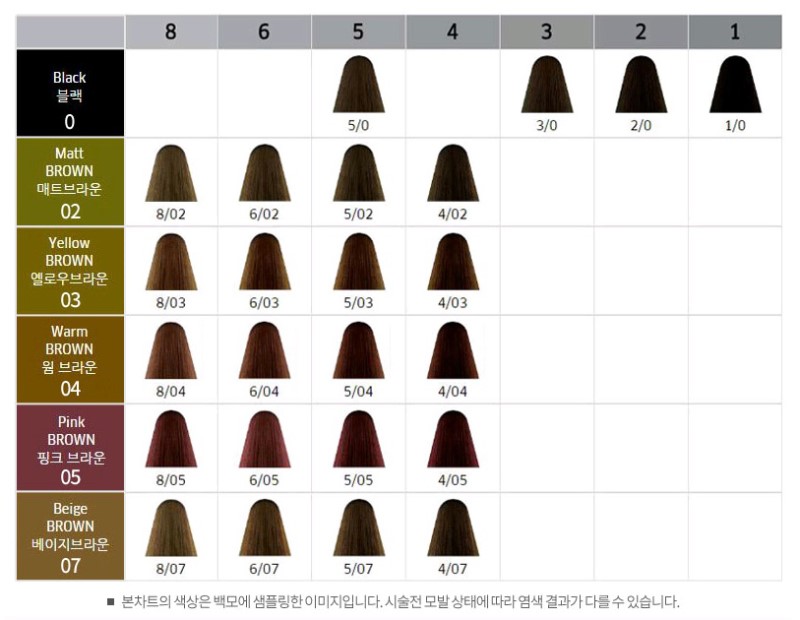 8 6 5 4 3 2 1
Black
블랙
0
5/0 3/0 2/0 1/0
Matt
BROWN
매트브라운
02
8/02 6/02 5/02 4/02
Yellow
BROWN
옐로우브라운
03
8/03 6/03 5/03 4/03
Warm
BROWN
웜 브라운
04
8/04 6/04 5/04 4/04
Pink
BROWN
핑크 브라운
05
8/05 6/05 5/05 4/05
Beige
BROWN
베이지브라운
07
8/07 6/07 5/07 4/07
■ 본차트의 색상은 백모에 샘플링한 이미지입니다. 시술전 모발 상태에 따라 염색 결과가 다를 수 있습니다.